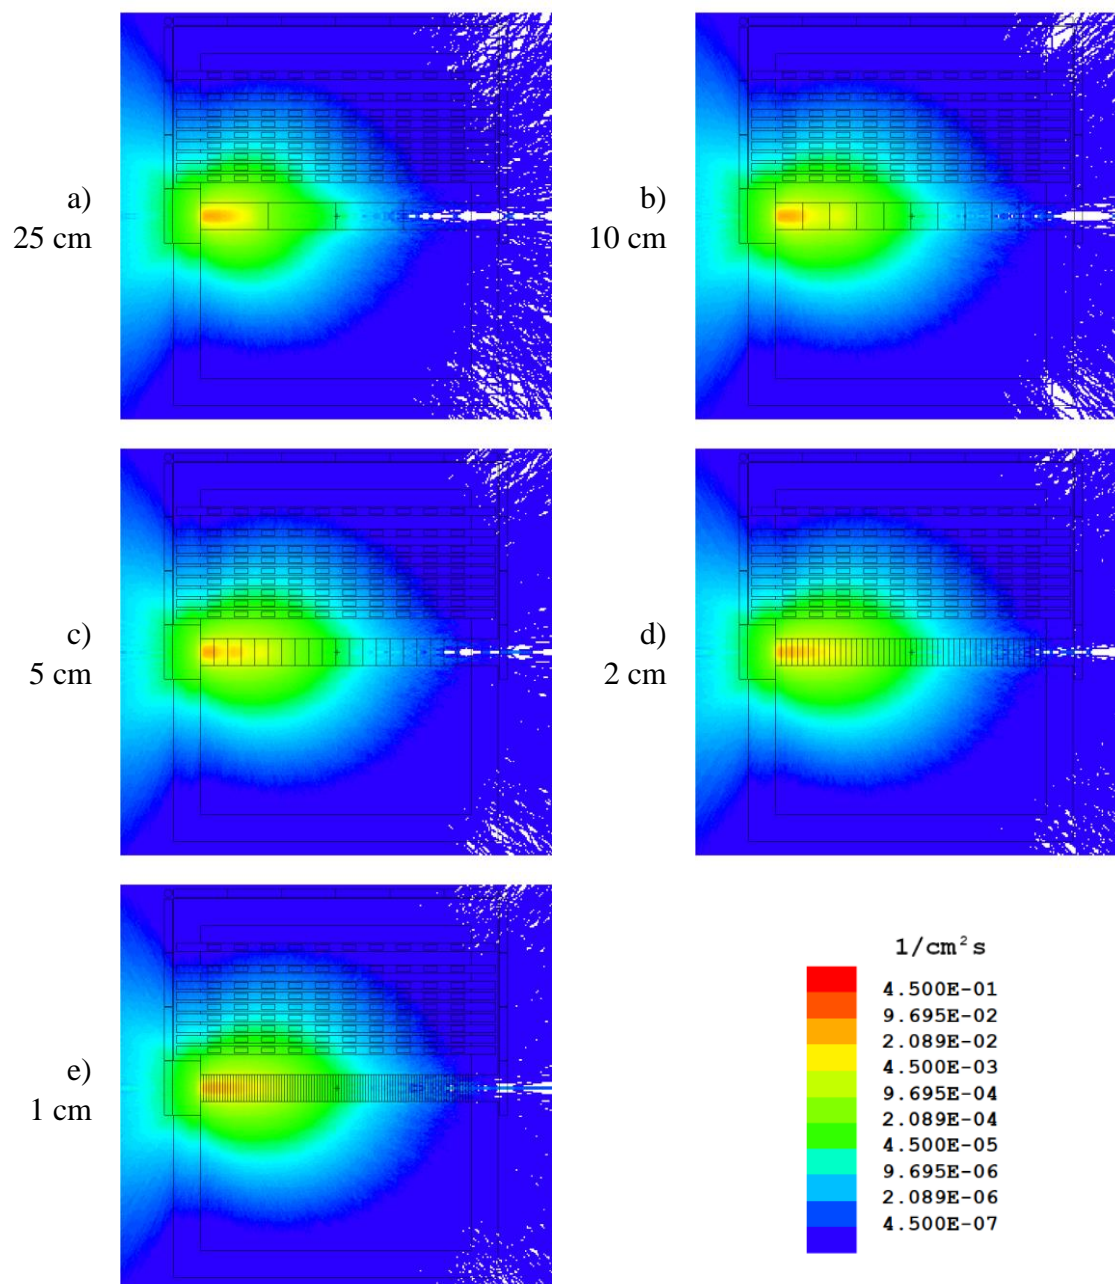 a)
25 cm
b)
10 cm
c)
5 cm
d)
2 cm
e)
1 cm
1/cm²s
4.500E-01
9.695E-02
2.089E-02
4.500E-03
9.695E-04
2.089E-04
4.500E-05
9.695E-06
2.089E-06
4.500E-07